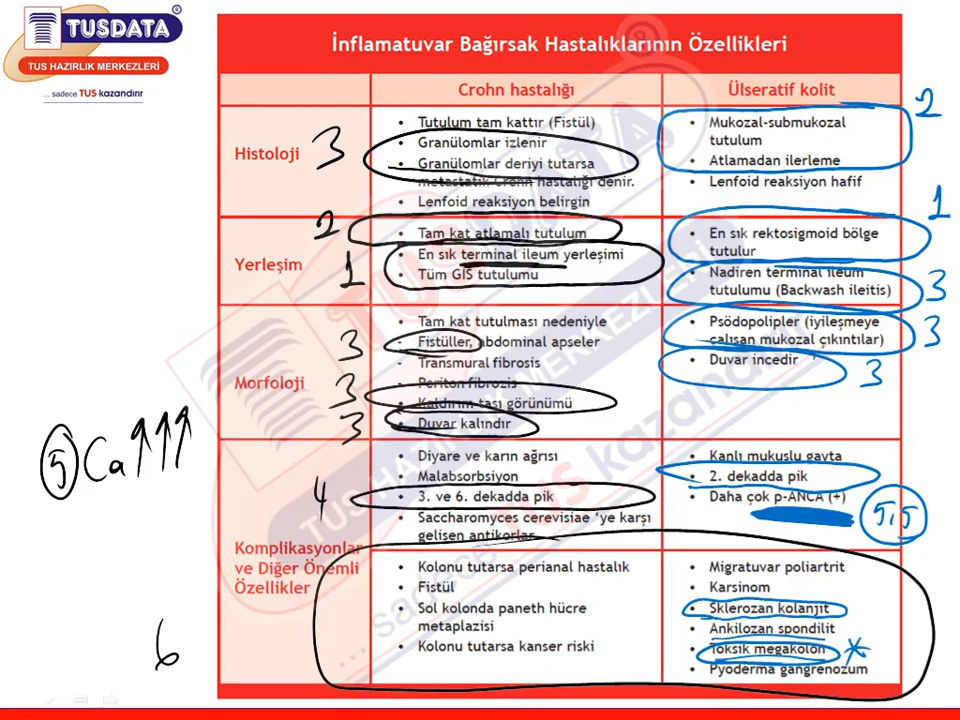 TUSDATA
TUS HAZIRLIK MERKEZLERİ
... sadece TUS kazandırır
İnflamatuvar Bağırsak Hastalıklarının Özellikleri
Crohn hastalığı
Ülseratif kolit
Histoloji
3
• Tutulum tam kattır (Fistül)
• Granülomlar izlenir
• Granülomlar deriyi tutarsa
metastatik Crohn hastalığı denir.
• Lenfoid reaksiyon belirgin
• Mukozal-submukozal
tutulum
• Atlamadan ilerleme
• Lenfoid reaksiyon hafif
2
Yerleşim
2
1
• Tam kat atlamalı tutulum
• En sık terminal ileum yerleşimi
• Tüm GİS tutulumu
• En sık rektosigmoid bölge
tutulur
• Nadiren terminal ileum
tutulumu (Backwash ileitis)
1
3
Morfoloji
3
3
3
• Tam kat tutulması nedeniyle
- Fistüller, abdominal apseler
- Transmural fibrosis
- Periton fibrozis
• Kaldırım taşı görünümü
• Duvar kalındır
• Psödopolipler (iyileşmeye
çalışan mukozal çıkıntılar)
• Duvar incedir
3
3
5 Ca↑↑↑
Komplikasyonlar
ve Diğer Önemli
Özellikler
4
• Diyare ve karın ağrısı
• Malabsorbsiyon
• 3. ve 6. dekadda pik
• Saccharomyces cerevisiae 'ye karşı
gelişen antikorlar
• Kanlı mukuslu gayta
• 2. dekadda pik
• Daha çok p-ANCA (+)
5,5
6
• Kolonu tutarsa perianal hastalık
• Fistül
• Sol kolonda paneth hücre
metaplazisi
• Kolonu tutarsa kanser riski
• Migratuvar poliartrit
• Karsinom
• Sklerozan kolanjit
• Ankilozan spondilit
• Toksik megakolon *
• Pyoderma gangrenozum